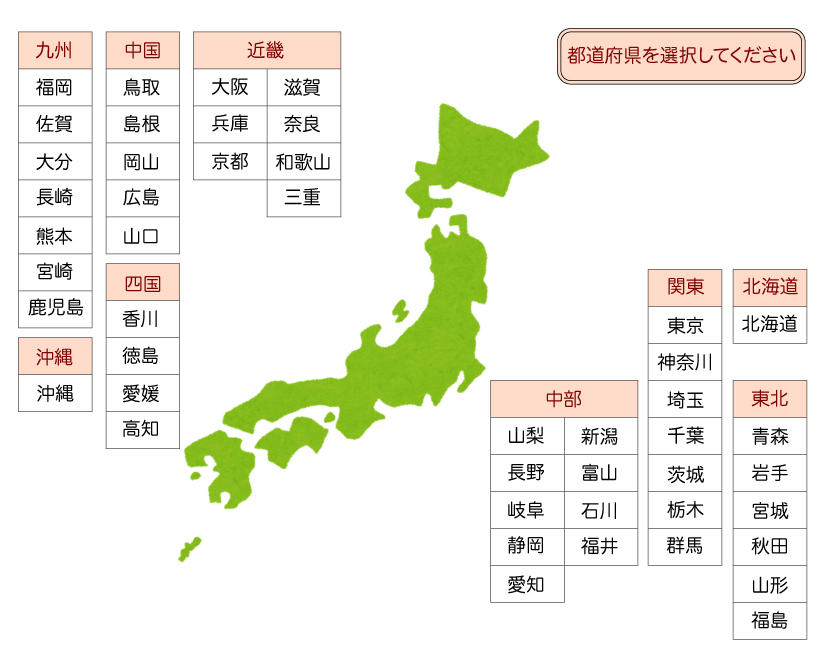 都道府県を選択してください
九州
福岡
佐賀
大分
長崎
熊本
宮崎
鹿児島
沖縄
沖縄
中国
鳥取
島根
岡山
広島
山口
四国
香川
徳島
愛媛
高知
近畿
大阪 滋賀
兵庫 奈良
京都 和歌山
三重
中部
山梨 新潟
長野 富山
岐阜 石川
静岡 福井
愛知
関東
東京
神奈川
埼玉
千葉
茨城
栃木
群馬
北海道
北海道
東北
青森
岩手
宮城
秋田
山形
福島